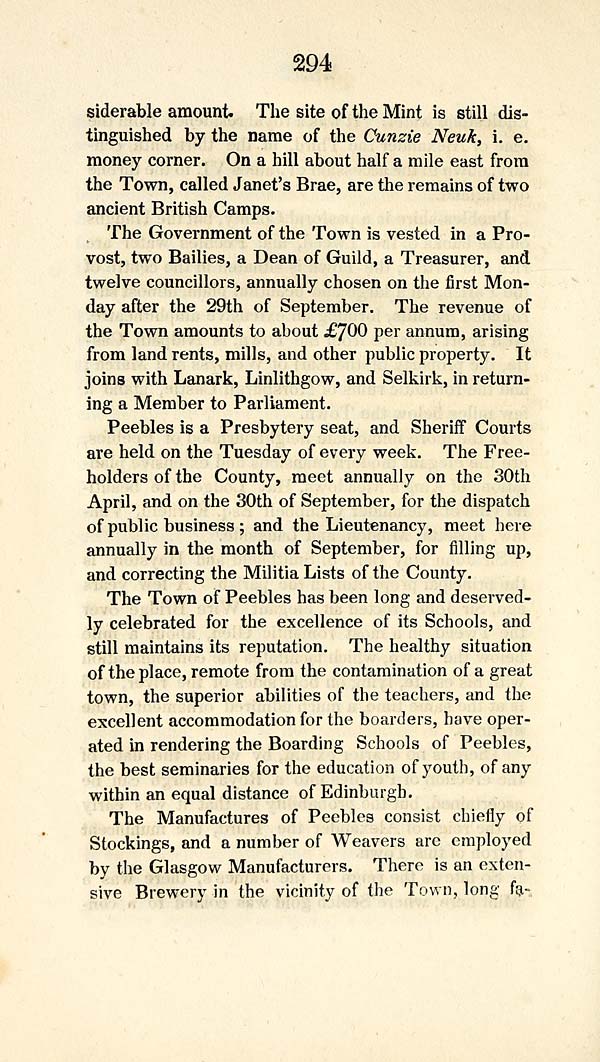 294
siderable amount. The site of the Mint is still dis-
tinguished by the name of the Cunzie Neuk, i. e.
money corner. On a hill about half a mile east from
the Town, called Janet's Brae, are the remains of two
ancient British Camps.
The Government of the Town is vested in a Pro-
vost, two Bailies, a Dean of Guild, a Treasurer, and
twelve councillors, annually chosen on the first Mon-
day after the 29th of September. The revenue of
the Town amounts to about £700 per annum, arising
from land rents, mills, and other public property. It
joins with Lanark, Linlithgow, and Selkirk, in return-
ing a Member to Parliament.
Peebles is a Presbytery seat, and Sheriff Courts
are held on the Tuesday of every week. The Free-
holders of the County, meet annually on the 30th
April, and on the 30th of September, for the dispatch
of public business; and the Lieutenancy, meet here
annually in the month of September, for filling up,
and correcting the Militia Lists of the County.
The Town of Peebles has been long and deserved-
ly celebrated for the excellence of its Schools, and
still maintains its reputation. The healthy situation
of the place, remote from the contamination of a great
town, the superior abilities of the teachers, and the
excellent accommodation for the boarders, have oper-
ated in rendering the Boarding Schools of Peebles,
the best seminaries for the education of youth, of any
within an equal distance of Edinburgh.
The Manufactures of Peebles consist chiefly of
Stockings, and a number of Weavers are employed
by the Glasgow Manufacturers. There is an exten-
sive Brewery in the vicinity of the Town, long fa-